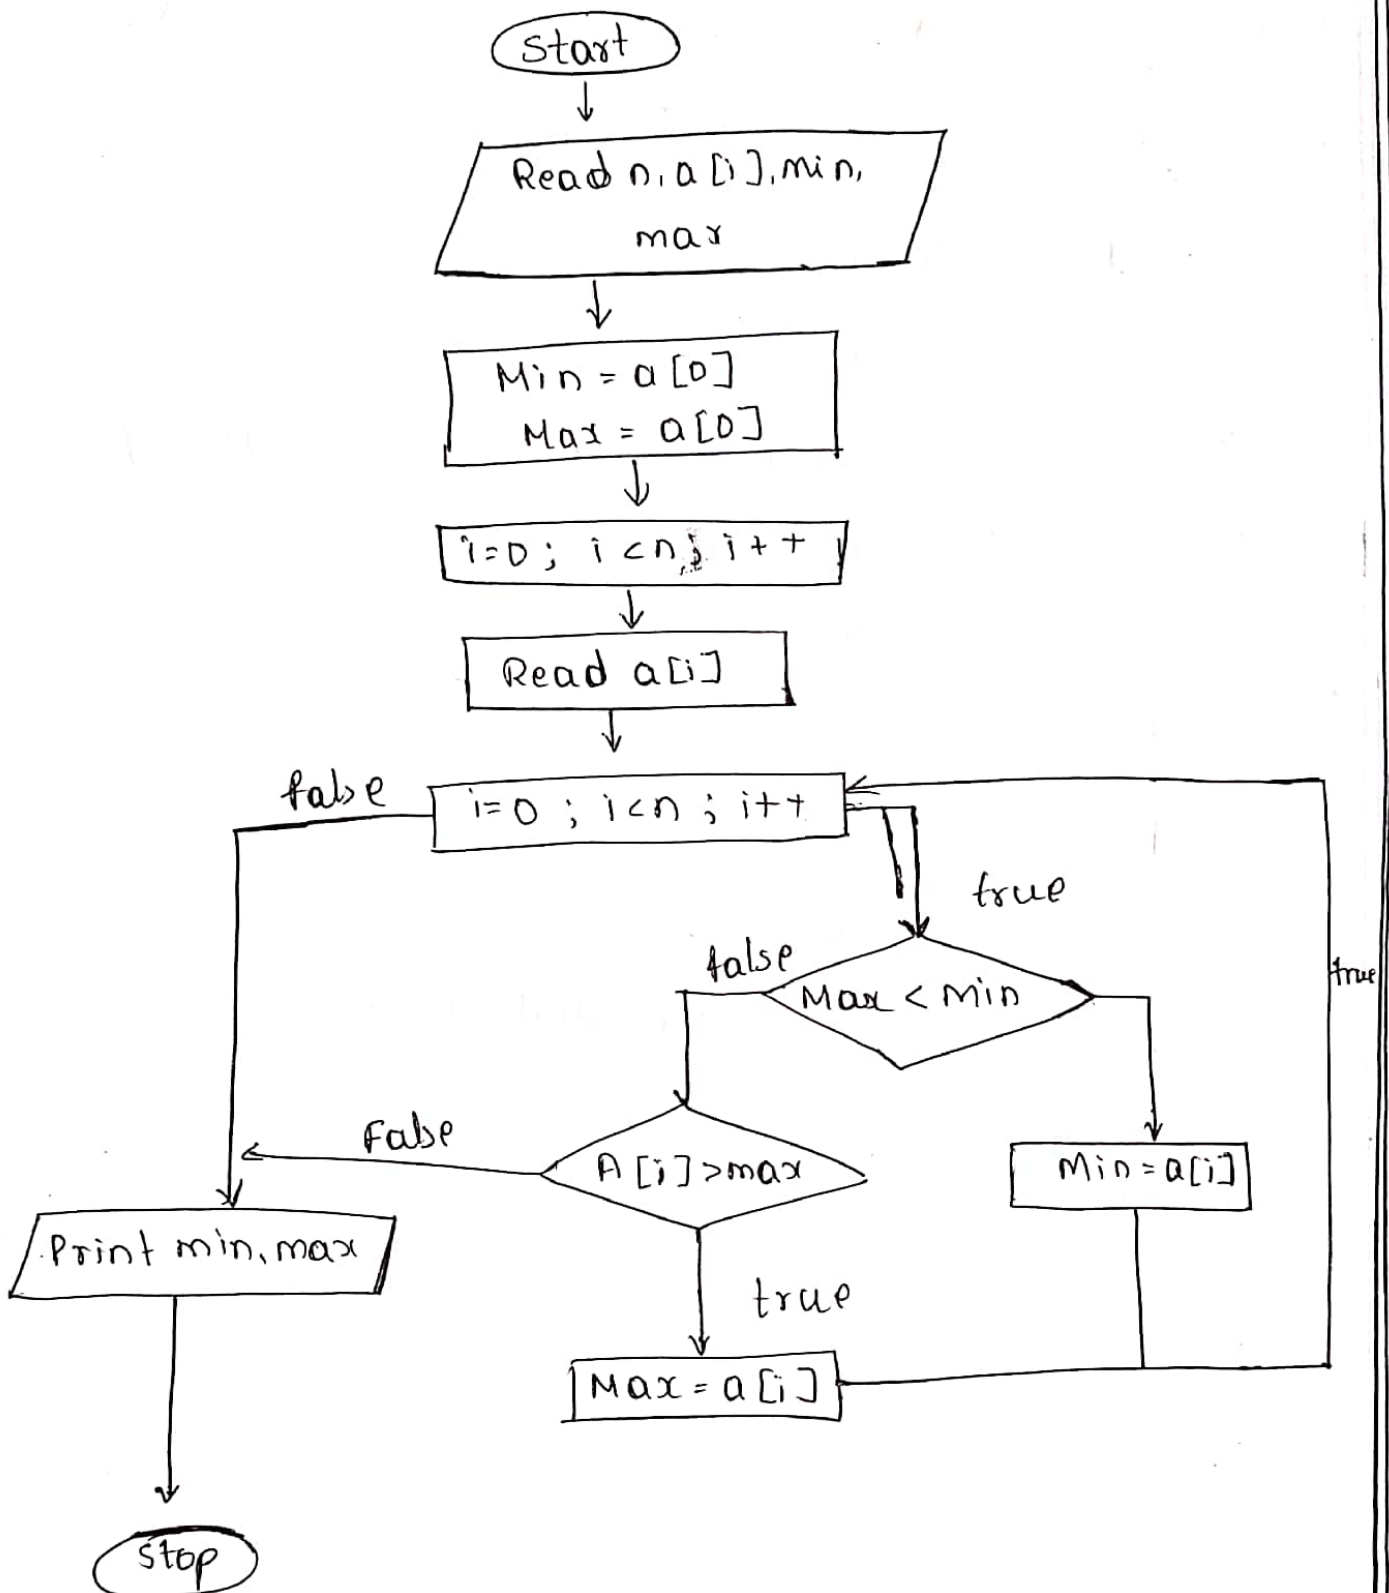 Start
Read n, a[i], min,
max
Min = a[0]
Max = a[0]
i=0; i<n; i++
Read a[i]
false
i=0; i<n; i++
true
false
Max < Min
true
False
A[i]>max
Min=a[i]
Print min, max
true
Max = a[i]
stop